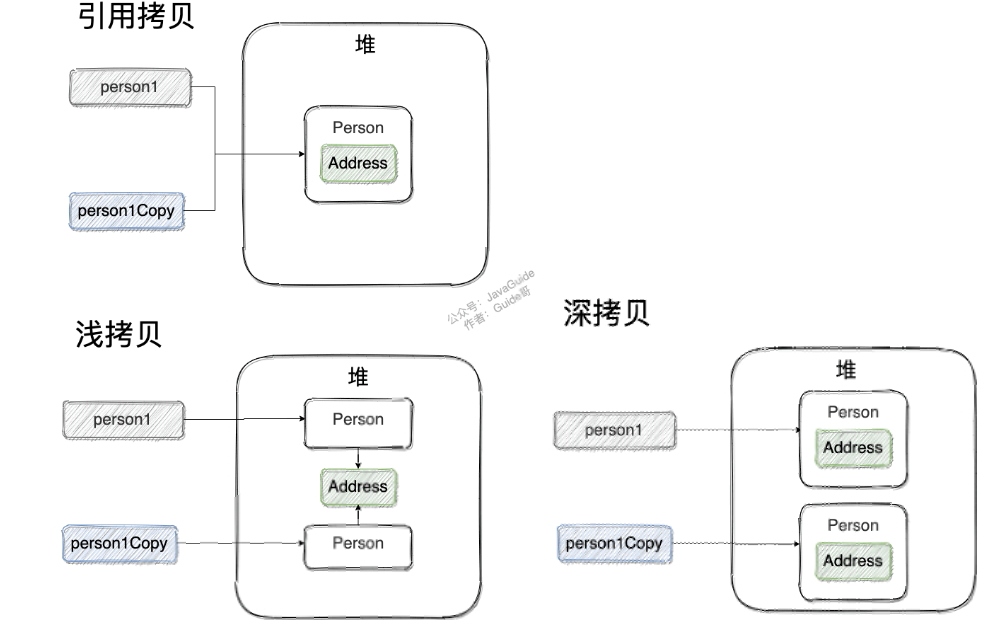 引用拷贝
堆
person1
Person
Address
person1Copy
公众号：JavaGuide
作者：Guide哥
浅拷贝
堆
person1
Person
Address
person1Copy
Person
深拷贝
堆
person1
Person
Address
person1Copy
Person
Address